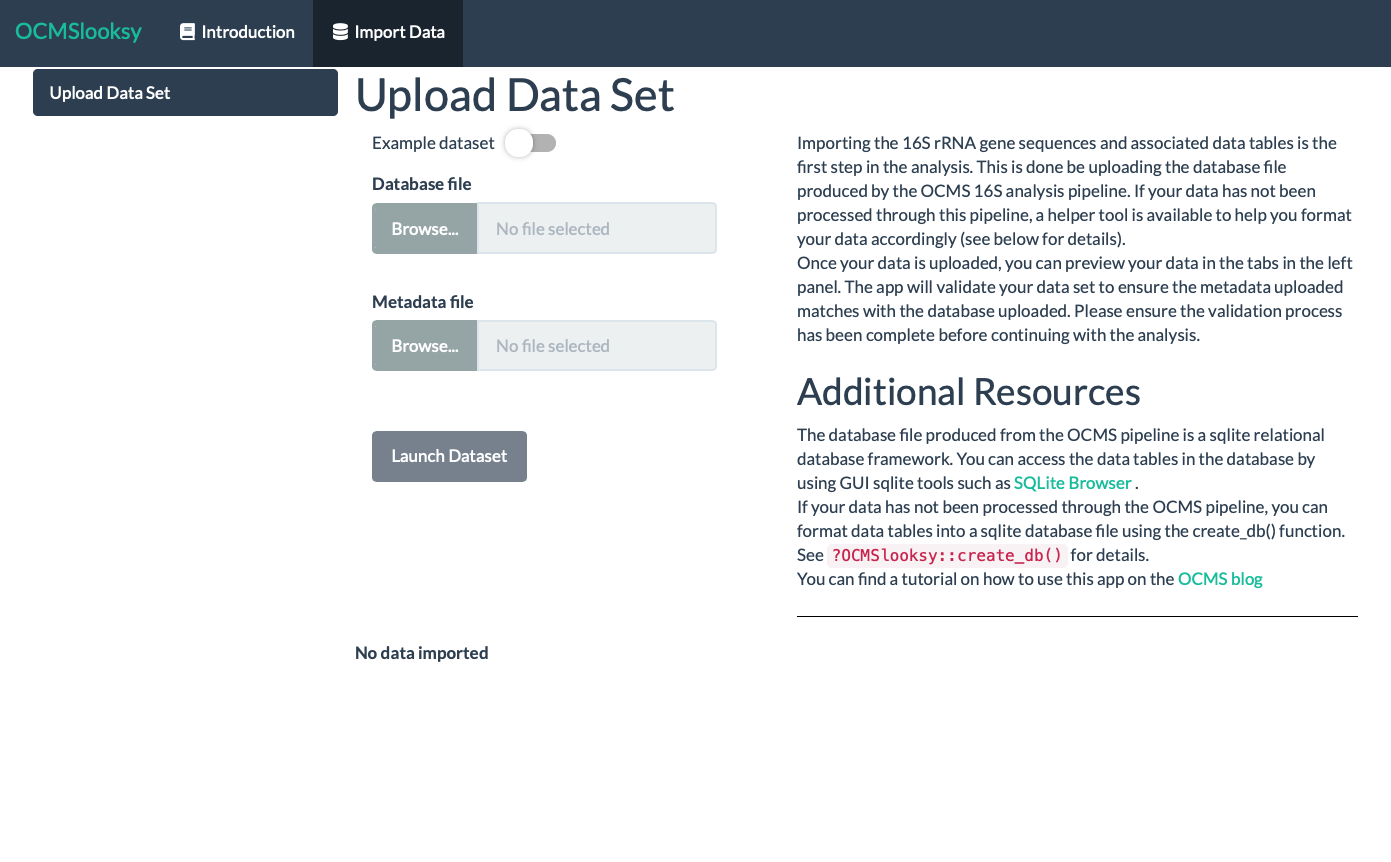 OCMSlooksy Introduction Import Data
Upload Data Set
Upload Data Set
Example dataset
Database file
Browse... No file selected
Metadata file
Browse... No file selected
Launch Dataset
Importing the 16S rRNA gene sequences and associated data tables is the
first step in the analysis. This is done be uploading the database file
produced by the OCMS 16S analysis pipeline. If your data has not been
processed through this pipeline, a helper tool is available to help you format
your data accordingly (see below for details).
Once your data is uploaded, you can preview your data in the tabs in the left
panel. The app will validate your data set to ensure the metadata uploaded
matches with the database uploaded. Please ensure the validation process
has been complete before continuing with the analysis.
Additional Resources
The database file produced from the OCMS pipeline is a sqlite relational
database framework. You can access the data tables in the database by
using GUI sqlite tools such as SQLite Browser .
If your data has not been processed through the OCMS pipeline, you can
format data tables into a sqlite database file using the create_db() function.
See ?OCMSlooksy::create_db() for details.
You can find a tutorial on how to use this app on the OCMS blog
No data imported